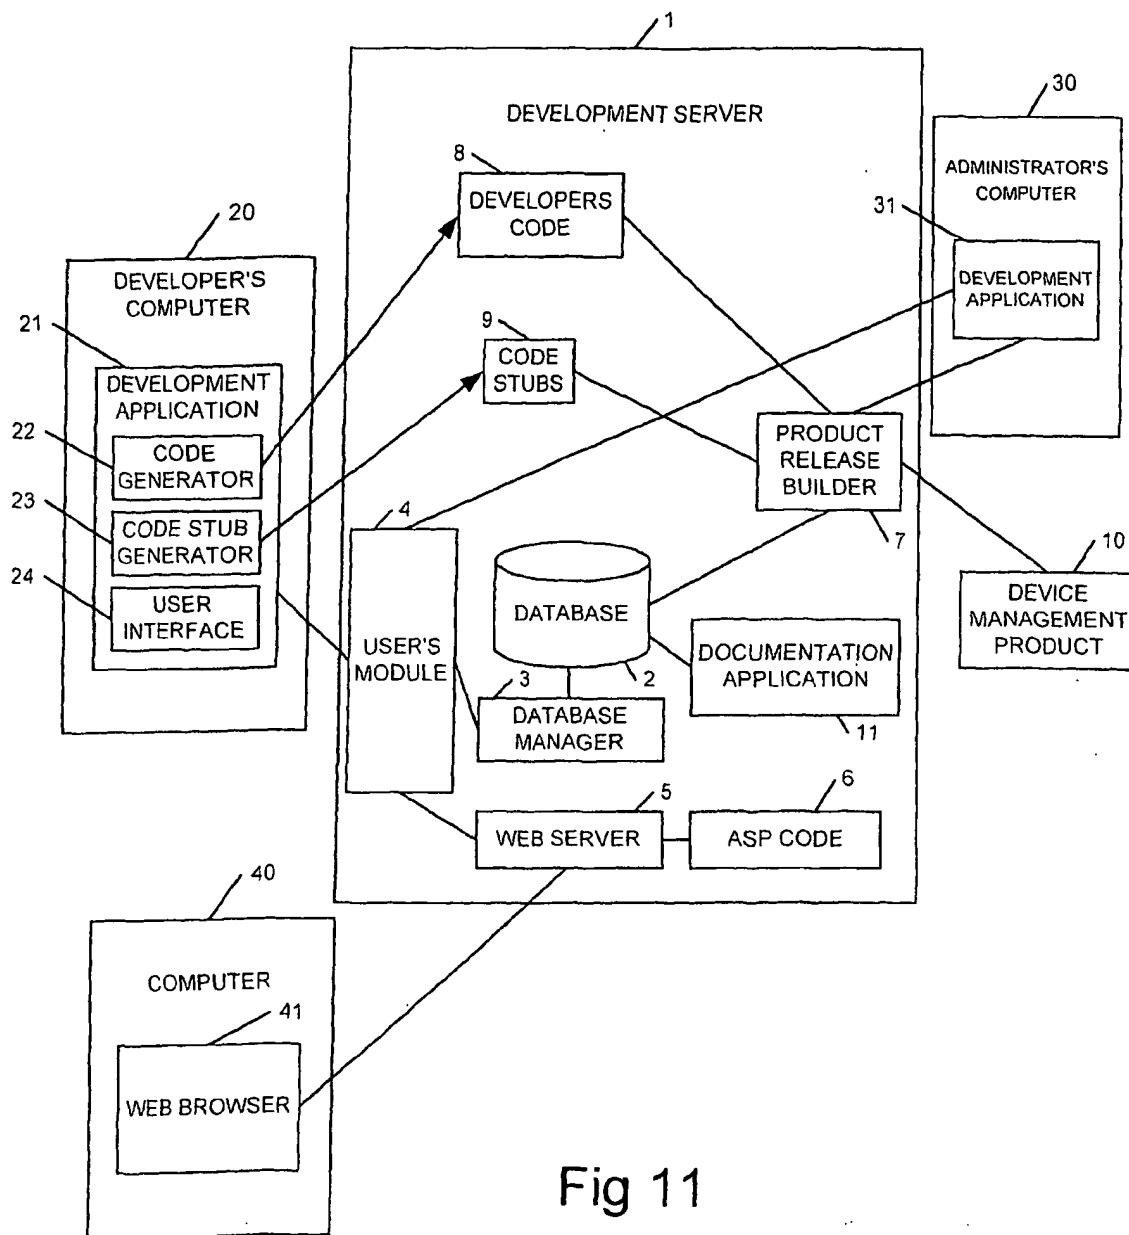 1
DEVELOPMENT SERVER
30
ADMINISTRATOR'S
COMPUTER
31
DEVELOPMENT
APPLICATION
8
DEVELOPERS
CODE
20
DEVELOPER'S
COMPUTER
21
DEVELOPMENT
APPLICATION
22
CODE
GENERATOR
23
CODE STUB
GENERATOR
24
USER
INTERFACE
9
CODE
STUBS
PRODUCT
RELEASE
BUILDER
7
4
USER'S
MODULE
DATABASE
2
3
DATABASE
MANAGER
DOCUMENTATION
APPLICATION
11
10
DEVICE
MANAGEMENT
PRODUCT
5
WEB SERVER
6
ASP CODE
40
COMPUTER
41
WEB BROWSER
Fig 11